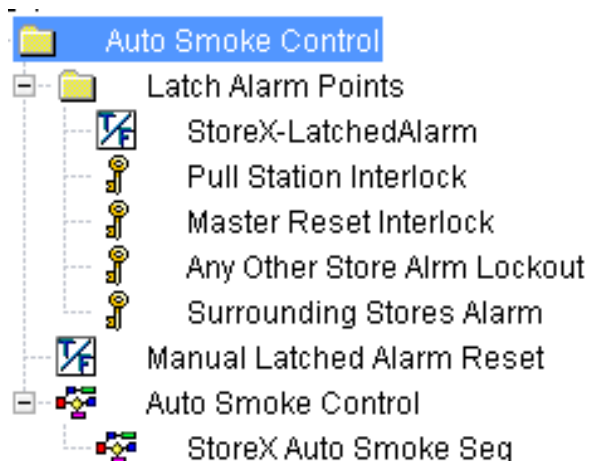 Auto Smoke Control
Latch Alarm Points
T/F StoreX-LatchedAlarm
Pull Station Interlock
Master Reset Interlock
Any Other Store Alrm Lockout
Surrounding Stores Alarm
T/F Manual Latched Alarm Reset
Auto Smoke Control
StoreX Auto Smoke Seq